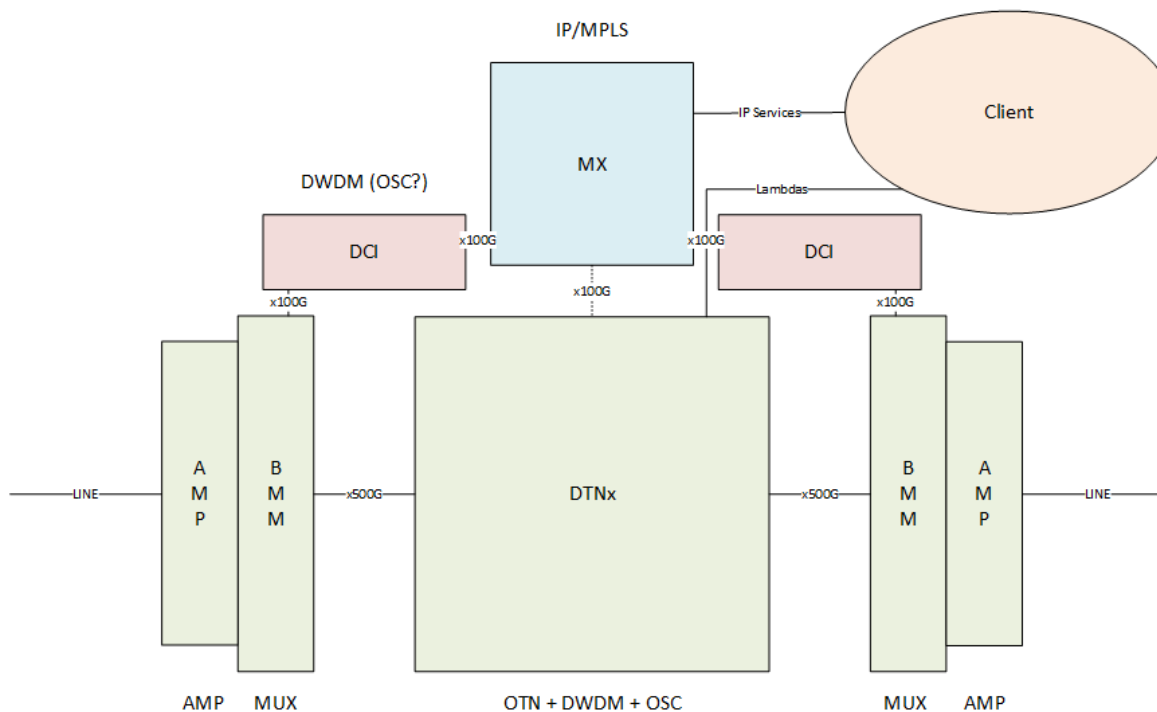 IP/MPLS
Client
IP Services
MX
DWDM (OSC?)
Lambdas
DCI
x100G
x100G
DCI
x100G
x100G
x100G
A
M
P
B
M
M
B
M
M
A
M
P
LINE
x500G
DTNx
x500G
LINE
AMP
MUX
OTN + DWDM + OSC
MUX
AMP